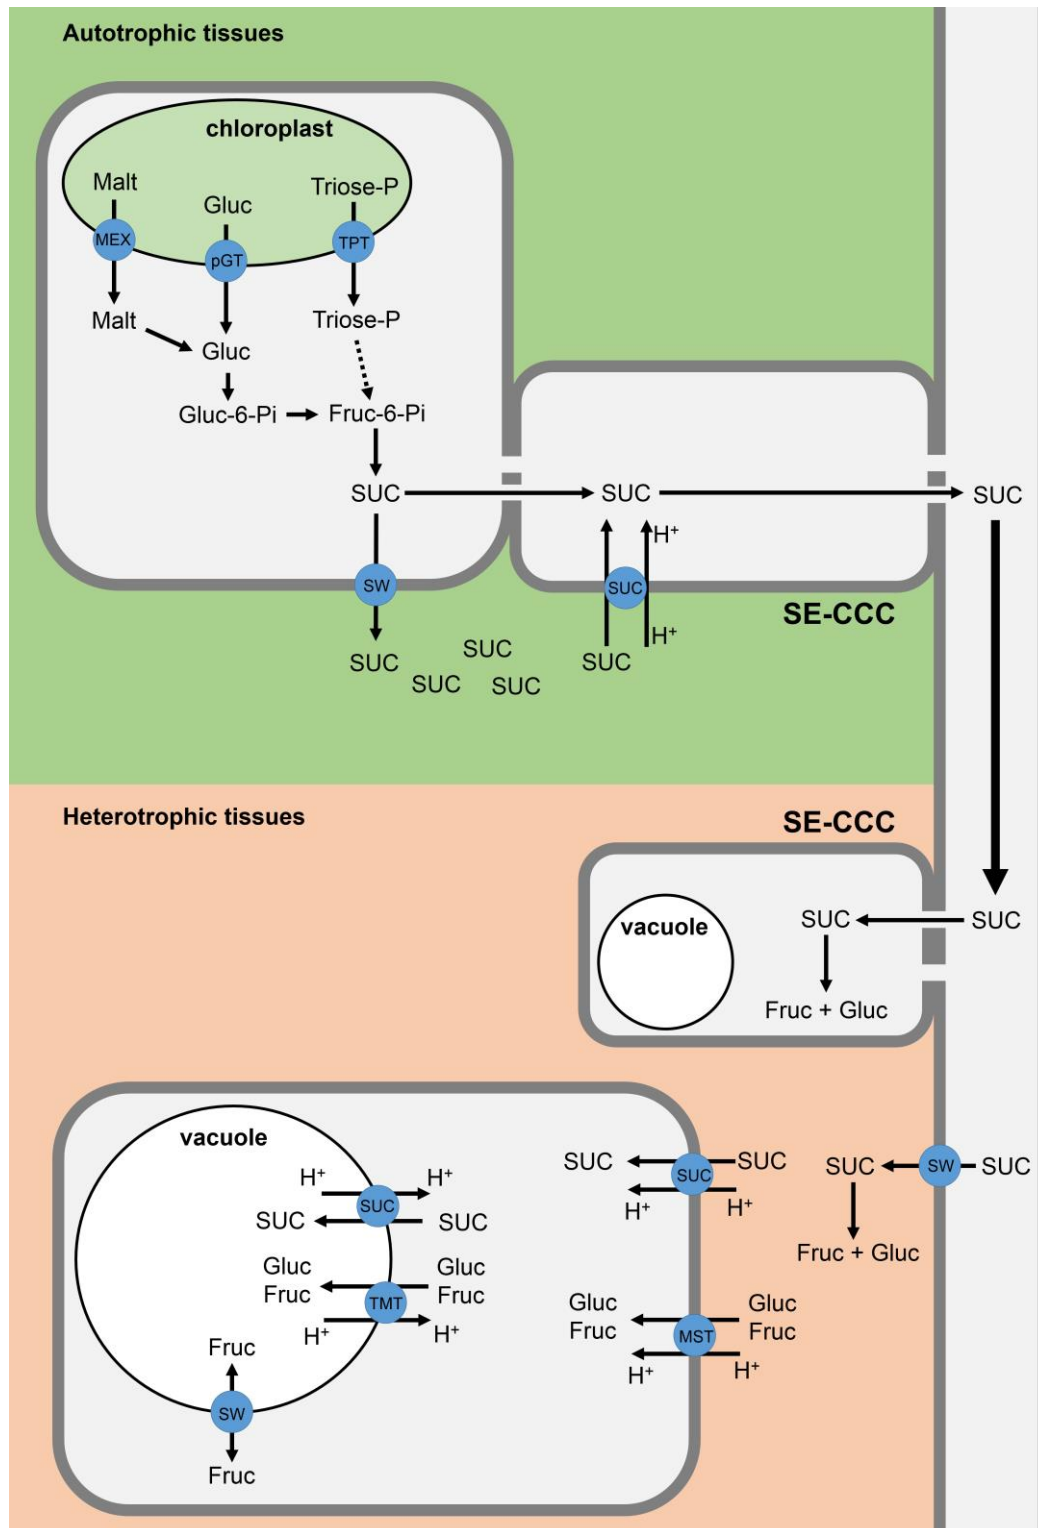 Autotrophic tissues
chloroplast
Malt
Gluc
Triose-P
MEX
pGT
TPT
Malt
Triose-P
Gluc
Gluc-6-Pi
Fruc-6-Pi
SUC
SUC
SUC
H+
SW
SUC
SE-CCC
H+
SUC
SUC
SUC
SUC
SUC
Heterotrophic tissues
SE-CCC
vacuole
SUC
SUC
Fruc + Gluc
vacuole
H+
H+
SUC
SUC
SUC
Gluc
Fruc
Gluc
Fruc
TMT
H+
H+
Fruc
SW
Fruc
SUC
SUC
SUC
H+
H+
Gluc
Fruc
Gluc
Fruc
MST
H+
H+
SUC
SW
SUC
Fruc + Gluc